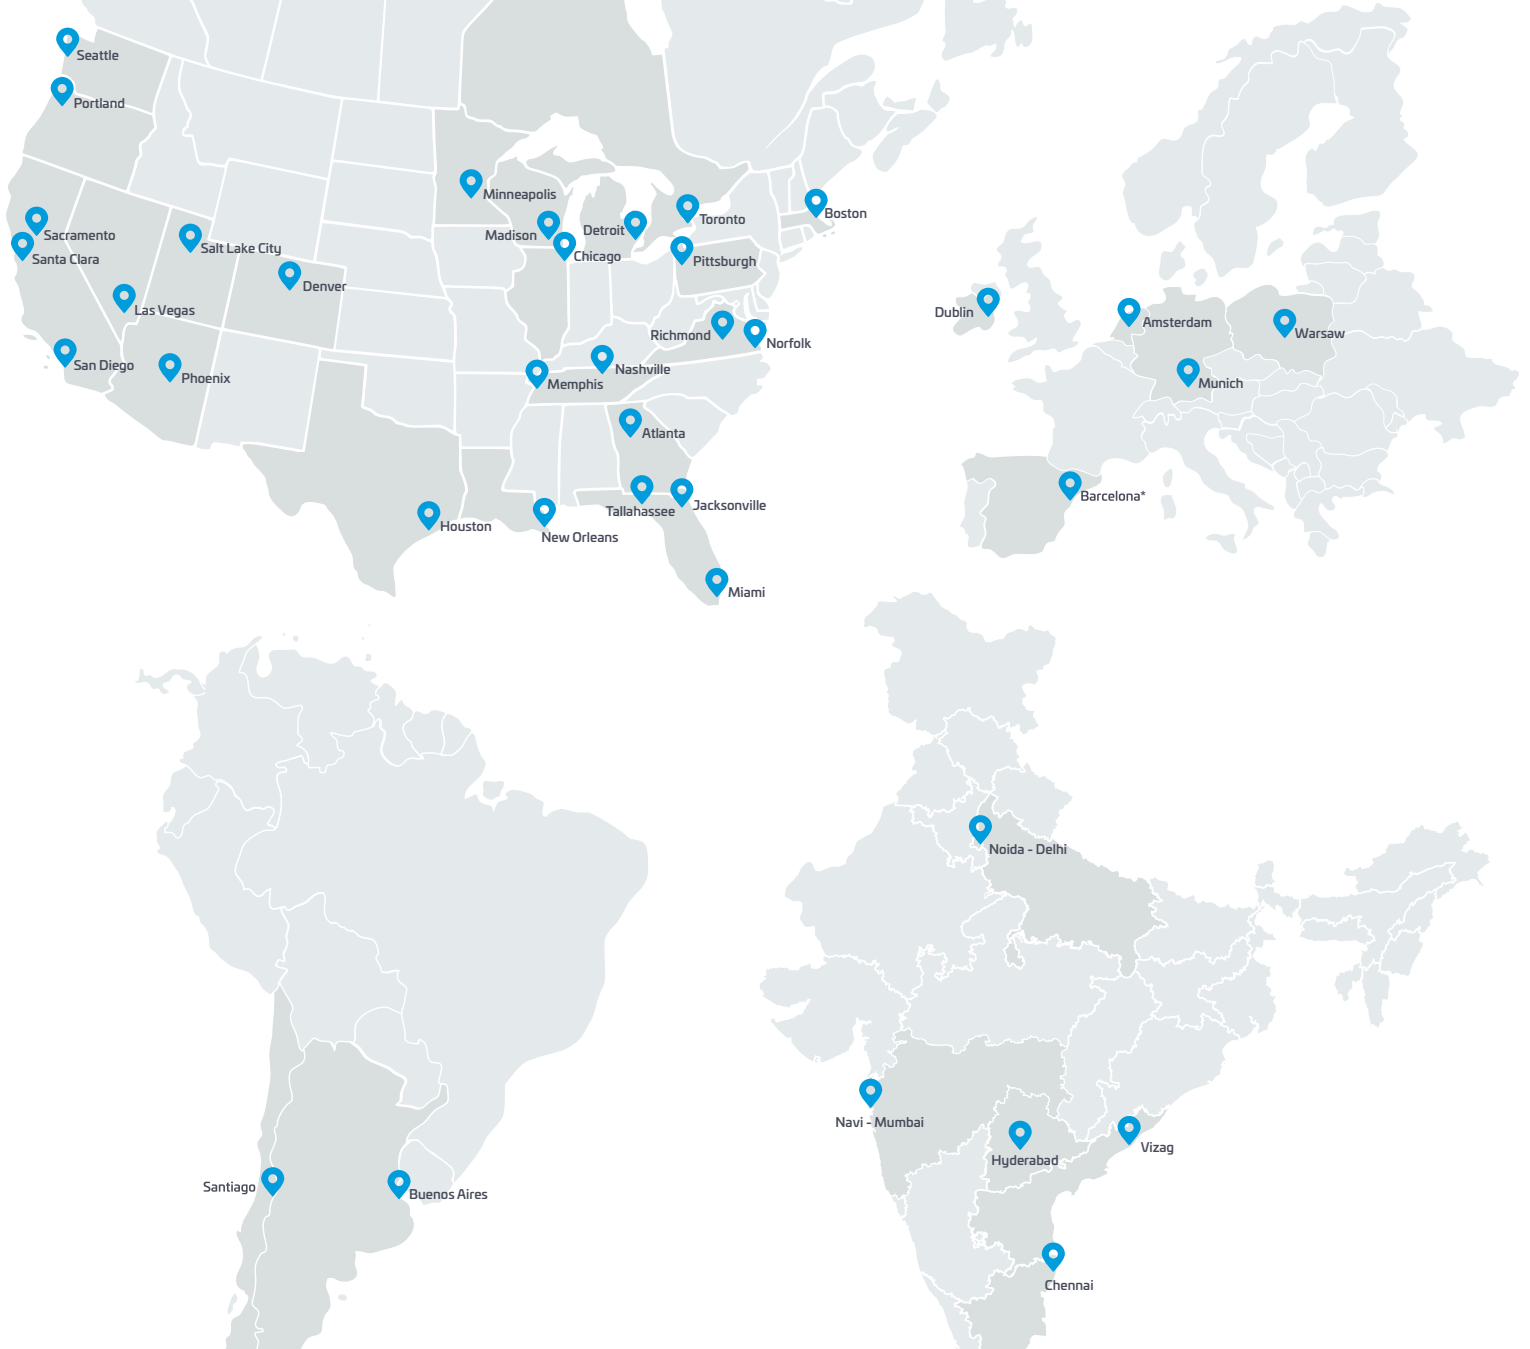 Seattle
Portland
Minneapolis
Madison
Detroit
Toronto
Boston
Sacramento
Santa Clara
Salt Lake City
Chicago
Pittsburgh
Denver
Las Vegas
Richmond
Norfolk
San Diego
Phoenix
Nashville
Memphis
Atlanta
Houston
New Orleans
Tallahassee
Jacksonville
Miami
Dublin
Amsterdam
Warsaw
Munich
Barcelona*
Santiago
Buenos Aires
Noida - Delhi
Navi - Mumbai
Hyderabad
Vizag
Chennai